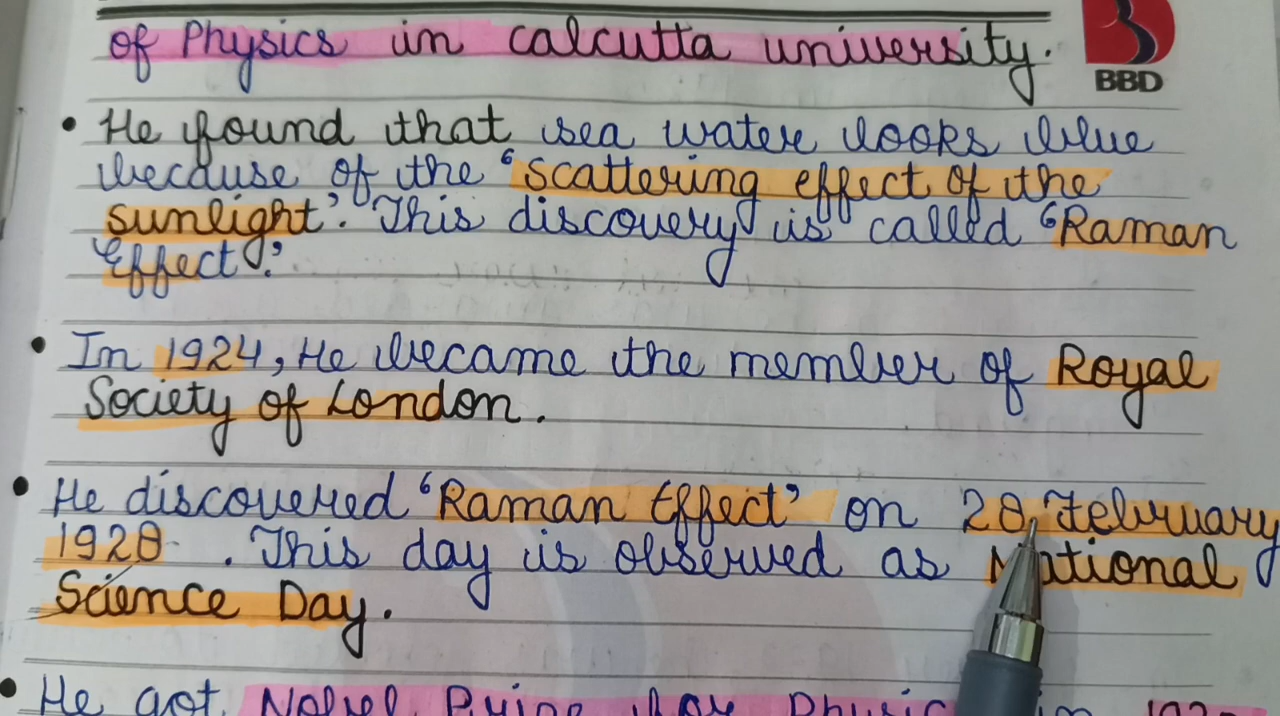 of Physics in calcutta university.
BBD
• He found that sea water looks blue
because of the 'scattering effect of the
sunlight'. This discovery is called 'Raman
Effect'.
• In 1924, He became the member of Royal
Society of London.
• He discovered 'Raman Effect' on 28 February
1928 . This day is observed as National
Science Day.
• He got Nobel Prize for Physics in